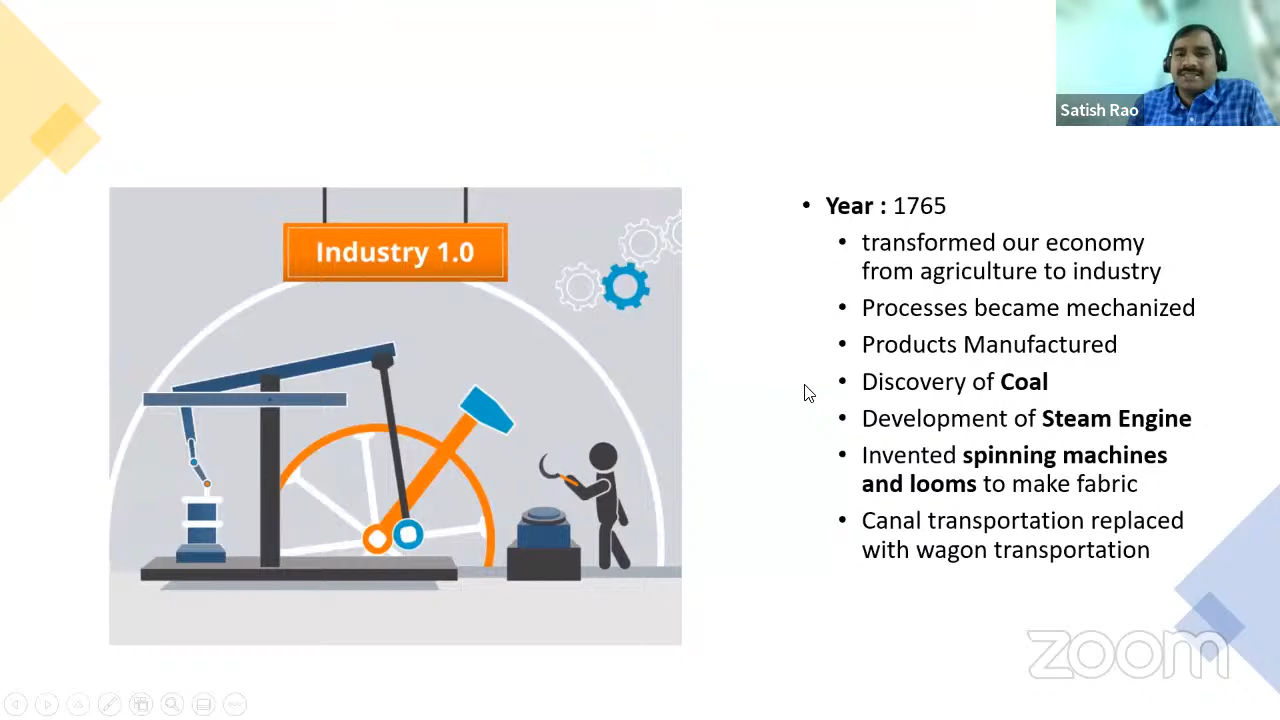 Satish Rao
Industry 1.0
• Year : 1765
• transformed our economy
from agriculture to industry
• Processes became mechanized
• Products Manufactured
• Discovery of Coal
• Development of Steam Engine
• Invented spinning machines
and looms to make fabric
• Canal transportation replaced
with wagon transportation
zoom